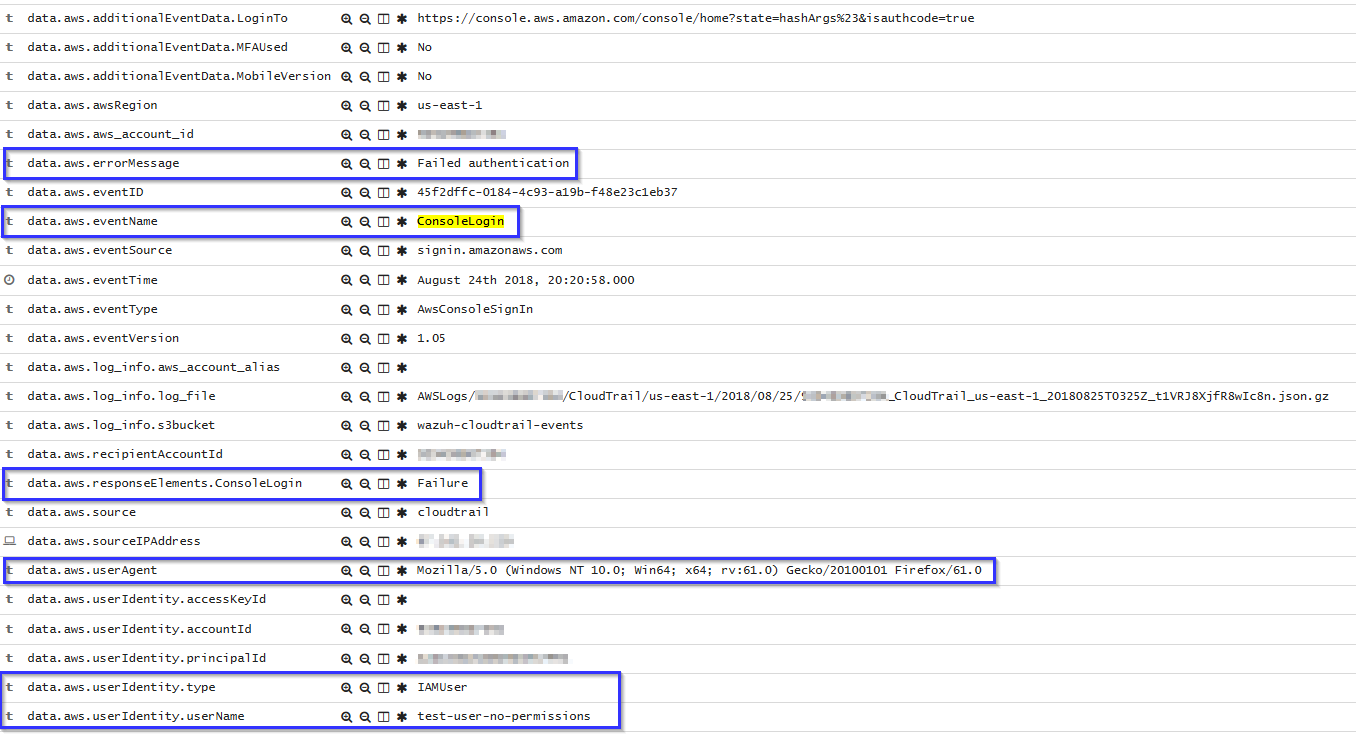 t data.aws.additionalEventData.LoginTo https://console.aws.amazon.com/console/home?state=hashArgs%23&isauthcode=true
t data.aws.additionalEventData.MFAUsed No
t data.aws.additionalEventData.MobileVersion No
t data.aws.awsRegion us-east-1
t data.aws.aws_account_id
t data.aws.errorMessage Failed authentication
t data.aws.eventID 45f2dffc-0184-4c93-a19b-f48e23c1eb37
t data.aws.eventName ConsoleLogin
t data.aws.eventSource signin.amazonaws.com
data.aws.eventTime August 24th 2018, 20:20:58.000
t data.aws.eventType AwsConsoleSignIn
t data.aws.eventVersion 1.05
t data.aws.log_info.aws_account_alias
t data.aws.log_info.log_file AWSLogs/ /CloudTrail/us-east-1/2018/08/25/ _CloudTrail_us-east-1_20180825T0325Z_t1VRJ8XjfR8wIc8n.json.gz
t data.aws.log_info.s3bucket wazuh-cloudtrail-events
t data.aws.recipientAccountId
t data.aws.responseElements.ConsoleLogin Failure
t data.aws.source cloudtrail
data.aws.sourceIPAddress
t data.aws.userAgent Mozilla/5.0 (Windows NT 10.0; Win64; x64; rv:61.0) Gecko/20100101 Firefox/61.0
t data.aws.userIdentity.accessKeyId
t data.aws.userIdentity.accountId
t data.aws.userIdentity.principalId
t data.aws.userIdentity.type IAMUser
t data.aws.userIdentity.userName test-user-no-permissions